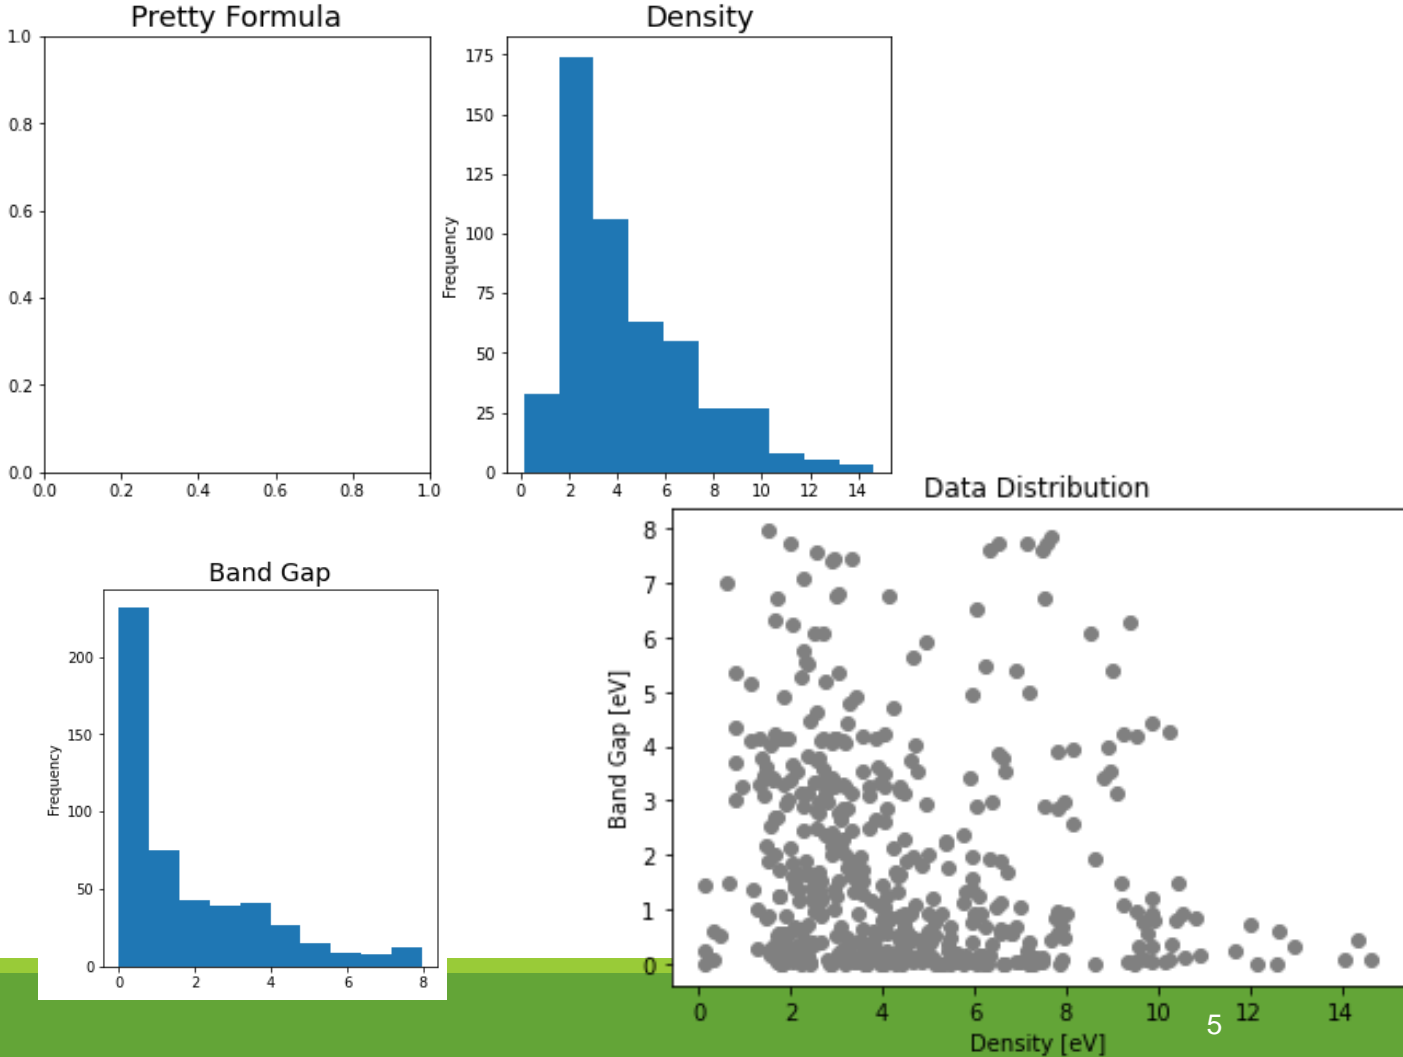 Pretty Formula
1.0
0.8
0.6
0.4
0.2
0.0
0.0 0.2 0.4 0.6 0.8 1.0
Density
Frequency
175
150
125
100
75
50
25
0
0 2 4 6 8 10 12 14
Band Gap
Frequency
200
150
100
50
0
0 2 4 6 8
Data Distribution
Band Gap [eV]
8
7
6
5
4
3
2
1
0
0 2 4 6 8 10 12 14
Density [eV]
5